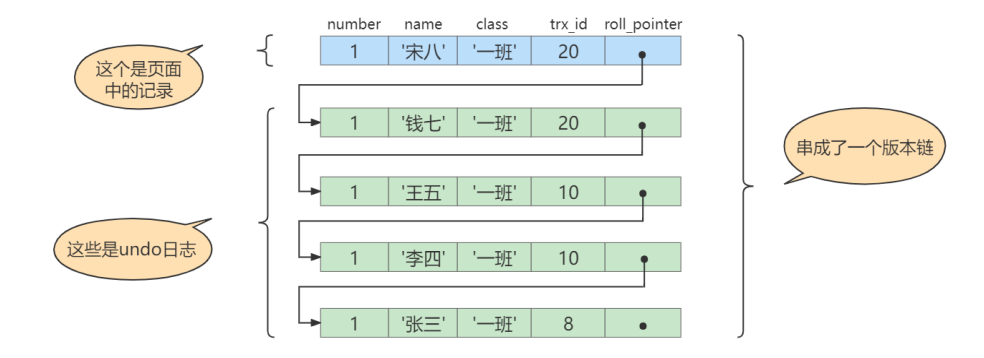 number name class trx_id roll_pointer
1 '宋八' '一班' 20
这个是页面
中的记录
1 '钱七' '一班' 20
串成了一个版本链
1 '王五' '一班' 10
这些是undo日志
1 '李四' '一班' 10
1 '张三' '一班' 8